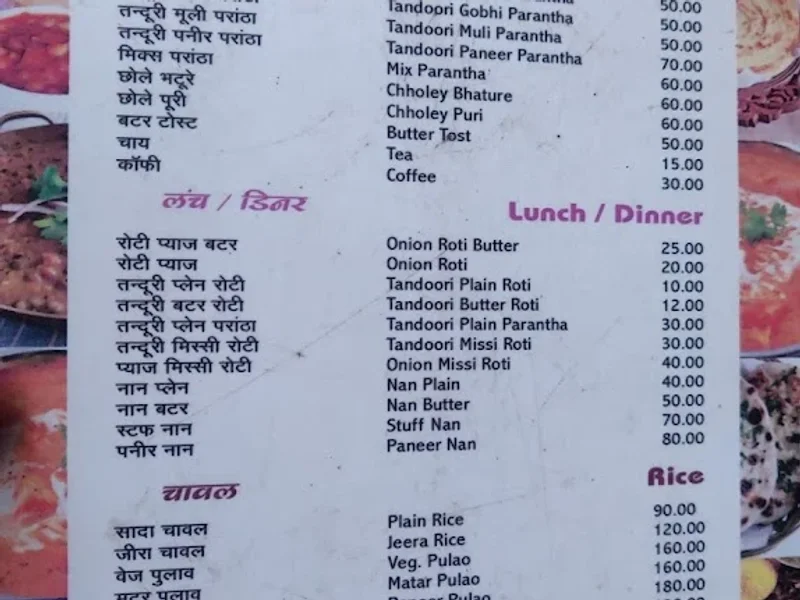 50.00
Tandoori Gobhi Parantha 50.00
तन्दूरी मूली परांठा Tandoori Muli Parantha 50.00
तन्दूरी पनीर परांठा Tandoori Paneer Parantha 70.00
मिक्स परांठा Mix Parantha 60.00
छोले भटूरे Chholey Bhature 60.00
छोले पूरी Chholey Puri 60.00
बटर टोस्ट Butter Tost 50.00
चाय Tea 15.00
कॉफी Coffee 30.00
लंच / डिनर Lunch / Dinner
रोटी प्याज बटर Onion Roti Butter 25.00
रोटी प्याज Onion Roti 20.00
तन्दूरी प्लेन रोटी Tandoori Plain Roti 10.00
तन्दूरी बटर रोटी Tandoori Butter Roti 12.00
तन्दूरी प्लेन परांठा Tandoori Plain Parantha 30.00
तन्दूरी मिस्सी रोटी Tandoori Missi Roti 30.00
प्याज मिस्सी रोटी Onion Missi Roti 40.00
नान प्लेन Nan Plain 40.00
नान बटर Nan Butter 50.00
स्टफ नान Stuff Nan 70.00
पनीर नान Paneer Nan 80.00
चावल Rice
सादा चावल Plain Rice 90.00
जीरा चावल Jeera Rice 120.00
वेज पुलाव Veg. Pulao 160.00
मटर पुलाव Matar Pulao 160.00
Paneer Pulao 180.00